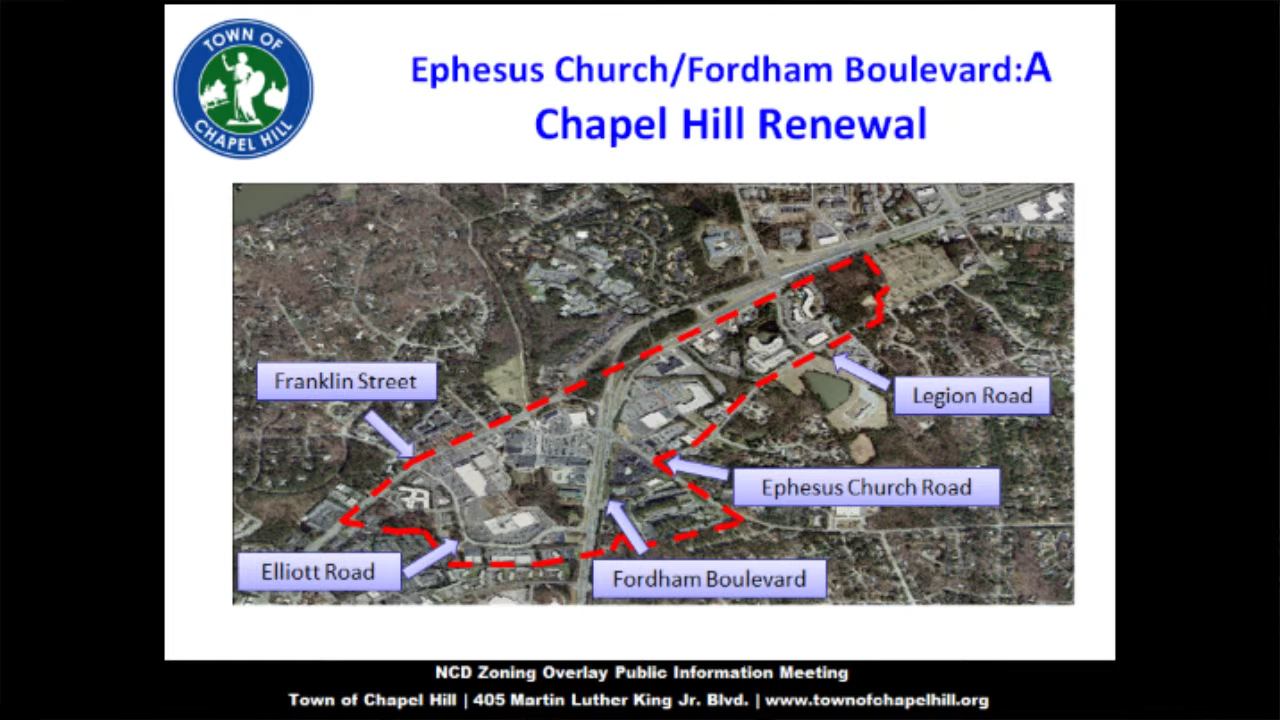 TOWN OF
CHAPEL HILL
Ephesus Church/Fordham Boulevard:A
Chapel Hill Renewal
Franklin Street
Legion Road
Ephesus Church Road
Elliott Road
Fordham Boulevard
NCD Zoning Overlay Public Information Meeting
Town of Chapel Hill | 405 Martin Luther King Jr. Blvd. | www.townofchapelhill.org